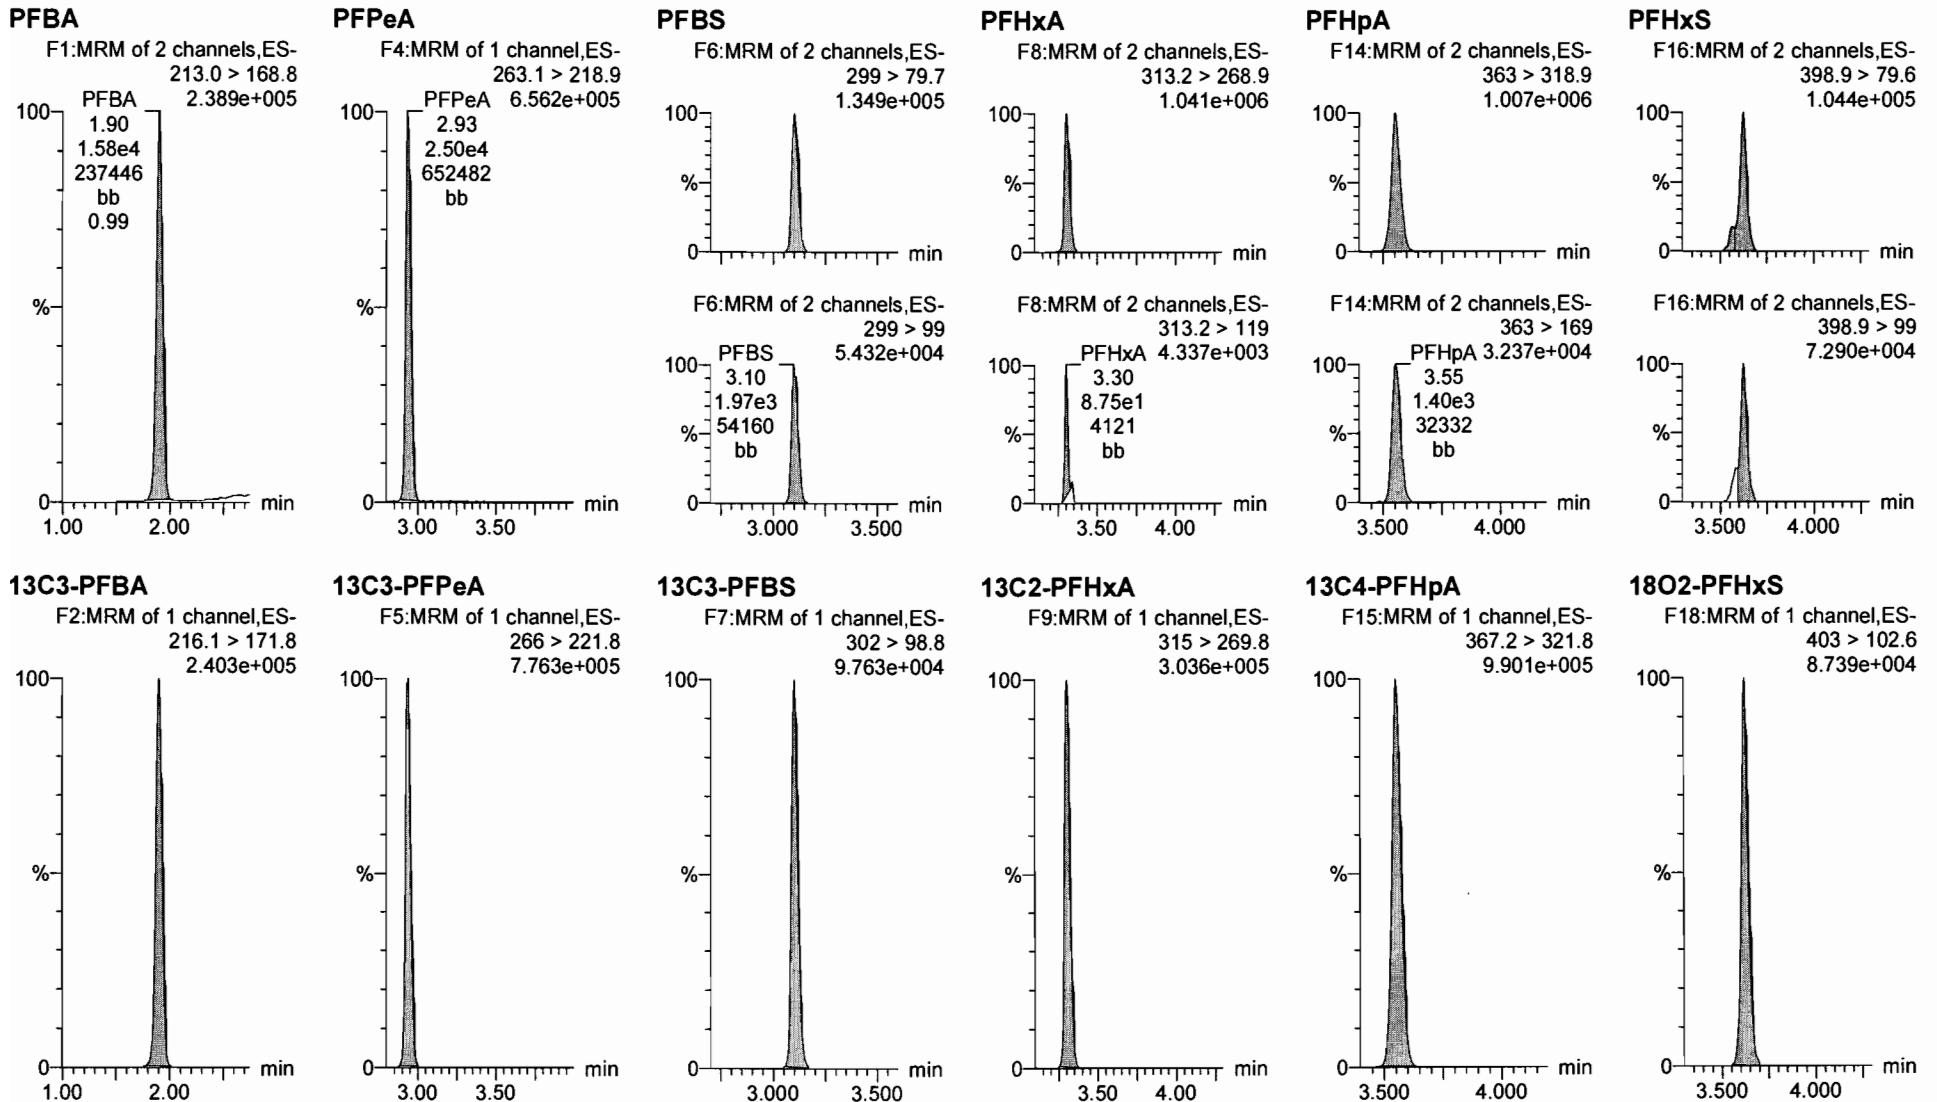 PFBA
F1:MRM of 2 channels,ES-
213.0 > 168.8
2.389e+005
100
PFBA
1.90
1.58e4
237446
bb
0.99
%
0
min
1.00 2.00
PFPeA
F4:MRM of 1 channel,ES-
263.1 > 218.9
6.562e+005
100
PFPeA
2.93
2.50e4
652482
bb
%
0
min
3.00 3.50
PFBS
F6:MRM of 2 channels,ES-
299 > 79.7
1.349e+005
100
%
0
min
F6:MRM of 2 channels,ES-
299 > 99
5.432e+004
100
PFBS
3.10
1.97e3
54160
bb
%
0
min
3.000 3.500
PFHxA
F8:MRM of 2 channels,ES-
313.2 > 268.9
1.041e+006
100
%
0
min
F8:MRM of 2 channels,ES-
313.2 > 119
4.337e+003
100
PFHxA
3.30
8.75e1
4121
bb
%
0
min
3.50 4.00
PFHpA
F14:MRM of 2 channels,ES-
363 > 318.9
1.007e+006
100
%
0
min
F14:MRM of 2 channels,ES-
363 > 169
3.237e+004
100
PFHpA
3.55
1.40e3
32332
bb
%
0
min
3.500 4.000
PFHxS
F16:MRM of 2 channels,ES-
398.9 > 79.6
1.044e+005
100
%
0
min
F16:MRM of 2 channels,ES-
398.9 > 99
7.290e+004
100
%
0
min
3.500 4.000
13C3-PFBA
F2:MRM of 1 channel,ES-
216.1 > 171.8
2.403e+005
100
%
0
min
1.00 2.00
13C3-PFPeA
F5:MRM of 1 channel,ES-
266 > 221.8
7.763e+005
100
%
0
min
3.00 3.50
13C3-PFBS
F7:MRM of 1 channel,ES-
302 > 98.8
9.763e+004
100
%
0
min
3.000 3.500
13C2-PFHxA
F9:MRM of 1 channel,ES-
315 > 269.8
3.036e+005
100
%
0
min
3.50 4.00
13C4-PFHpA
F15:MRM of 1 channel,ES-
367.2 > 321.8
9.901e+005
100
%
0
min
3.500 4.000
18O2-PFHxS
F18:MRM of 1 channel,ES-
403 > 102.6
8.739e+004
100
%
0
min
3.500 4.000